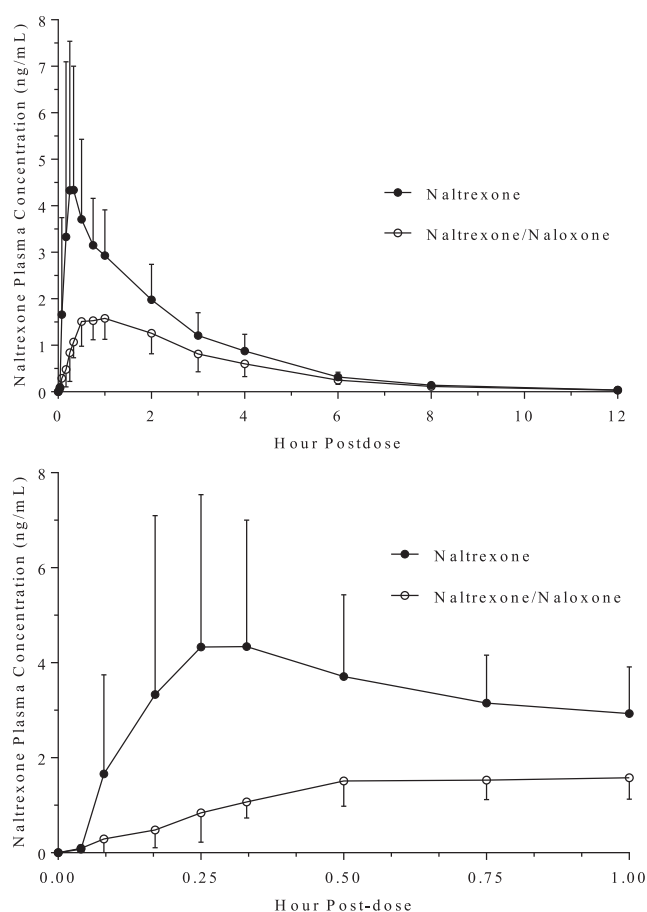 Naltrexone Plasma Concentration (ng/mL)
8
7
6
5
4
3
2
1
0
Naltrexone
Naltrexone/Naloxone
0 2 4 6 8 10 12
Hour Postdose
Naltrexone Plasma Concentration (ng/mL)
8
6
4
2
0
Naltrexone
Naltrexone/Naloxone
0.00 0.25 0.50 0.75 1.00
Hour Post-dose